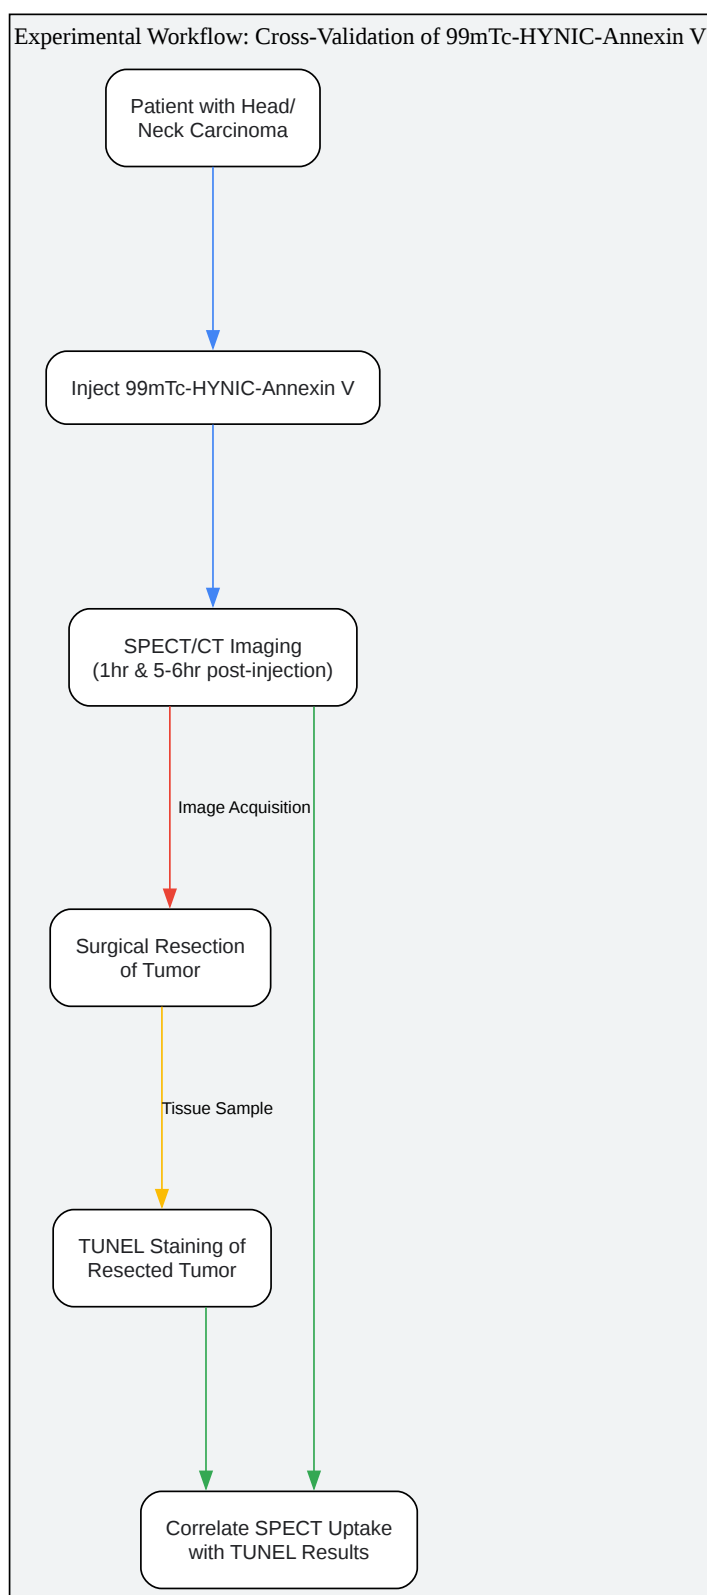 Experimental Workflow: Cross-Validation of 99mTc-HYNIC-Annexin V
Patient with Head/
Neck Carcinoma
Inject 99mTc-HYNIC-Annexin V
SPECT/CT Imaging
(1hr & 5-6hr post-injection)
Image Acquisition
Surgical Resection
of Tumor
Tissue Sample
TUNEL Staining of
Resected Tumor
Correlate SPECT Uptake
with TUNEL Results